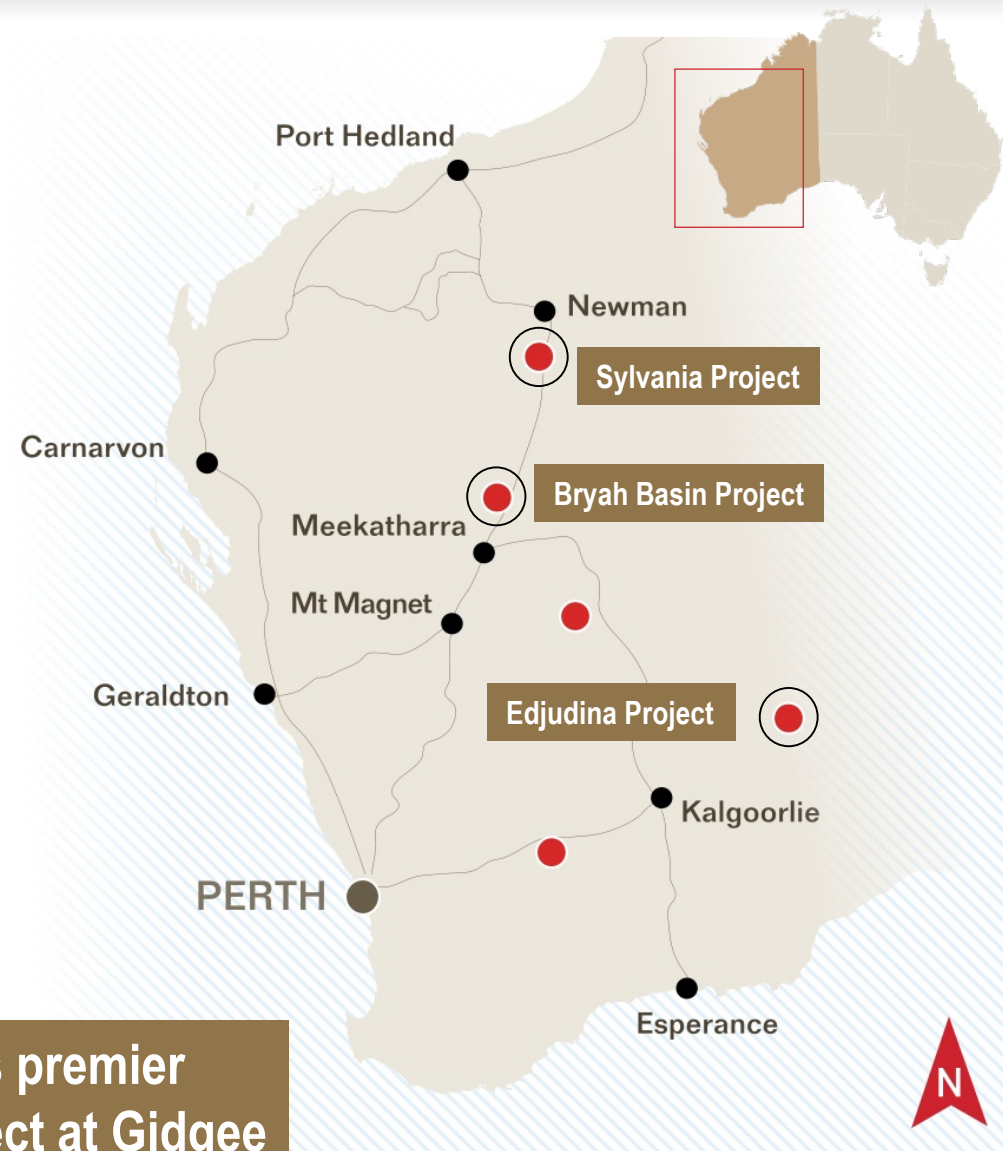 Port Hedland
Newman
Sylvania Project
Carnarvon
Bryah Basin Project
Meekatharra
Mt Magnet
Geraldton
Edjudina Project
Kalgoorlie
PERTH
Esperance
premier
at Gidgee
N